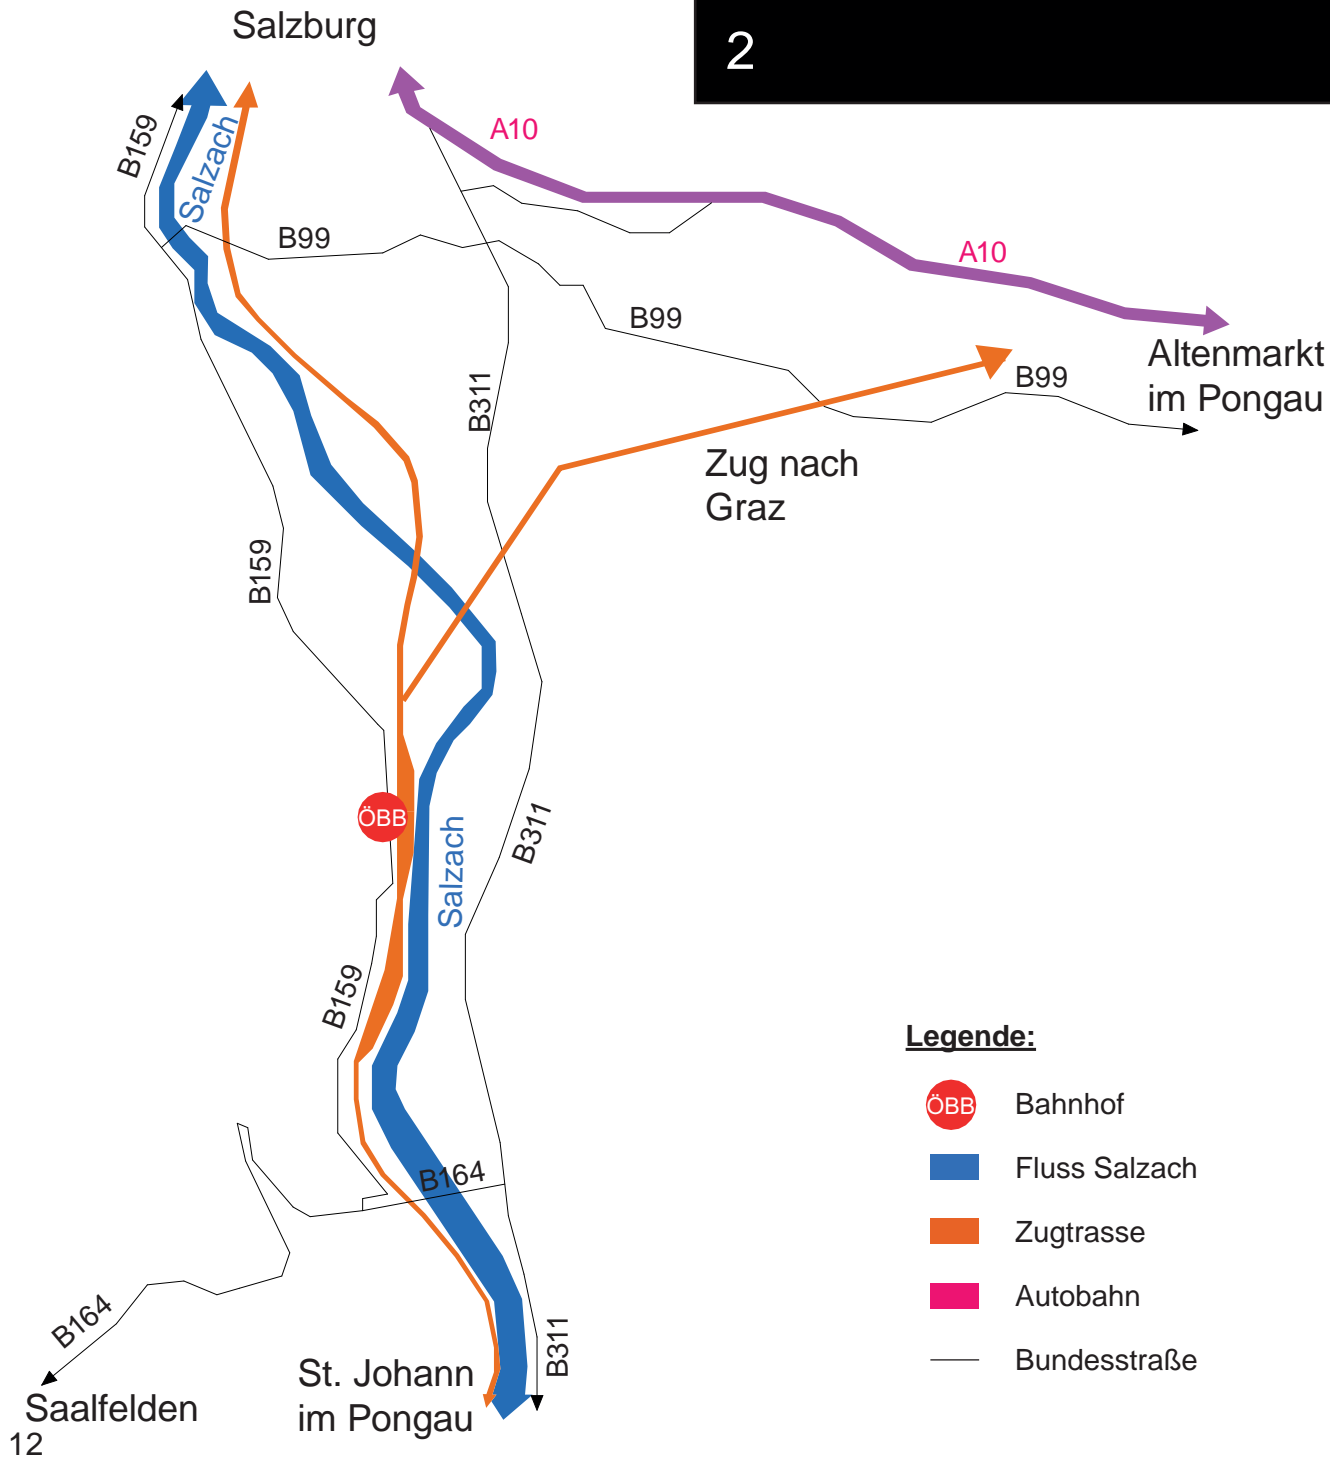 Salzburg
2
B159
Salzach
A10
B99
A10
B99
Altenmarkt
im Pongau
B99
B311
Zug nach
Graz
B159
ÖBB
B311
Salzach
B159
Legende:
ÖBB Bahnhof
Fluss Salzach
Zugtrasse
Autobahn
Bundesstraße
B164
B164
B311
St. Johann
im Pongau
Saalfelden
12